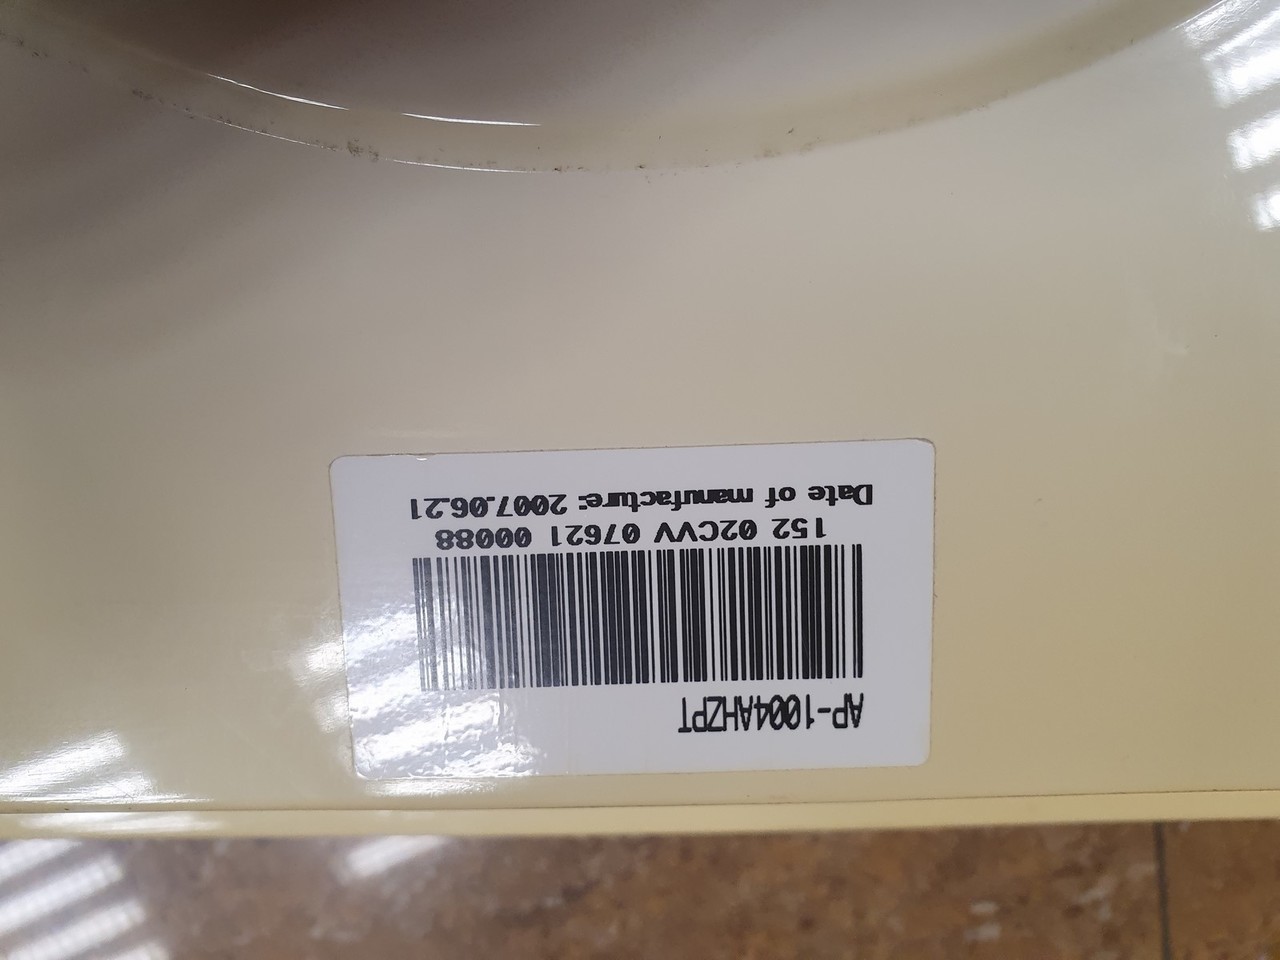 AP-1004AHZPT
152 02CVV 07621 00088
Date of manufacture: 2007.06.21